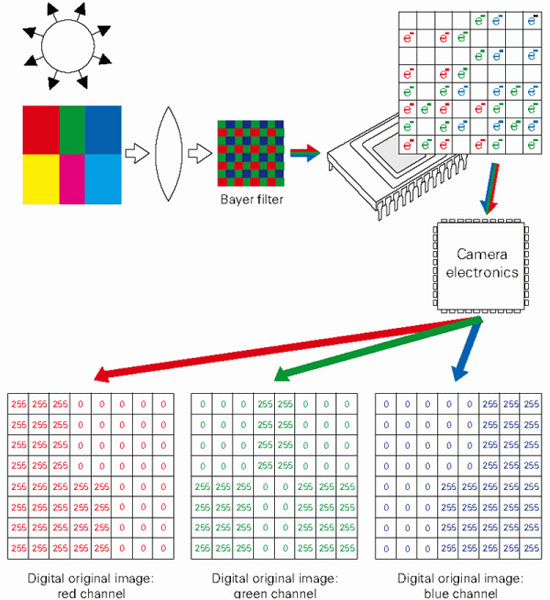 e- e- e-
e- e- e-
e- e- e-
e- e- e-
e- e- e- e- e- e-
e- e- e- e- e- e-
e- e- e- e- e- e-
e- e- e- e- e- e-
Bayer filter
Camera
electronics
255 255 255 0 0 0 0 0
255 255 255 0 0 0 0 0
255 255 255 0 0 0 0 0
255 255 255 0 0 0 0 0
255 255 255 255 255 0 0 0
255 255 255 255 255 0 0 0
255 255 255 255 255 0 0 0
255 255 255 255 255 0 0 0
Digital original image:
red channel
0 0 0 255 255 0 0 0
0 0 0 255 255 0 0 0
0 0 0 255 255 0 0 0
0 0 0 255 255 0 0 0
255 255 255 0 0 255 255 255
255 255 255 0 0 255 255 255
255 255 255 0 0 255 255 255
255 255 255 0 0 255 255 255
Digital original image:
green channel
0 0 0 0 0 255 255 255
0 0 0 0 0 255 255 255
0 0 0 0 0 255 255 255
0 0 0 0 0 255 255 255
0 0 0 255 255 255 255 255
0 0 0 255 255 255 255 255
0 0 0 255 255 255 255 255
0 0 0 255 255 255 255 255
Digital original image:
blue channel